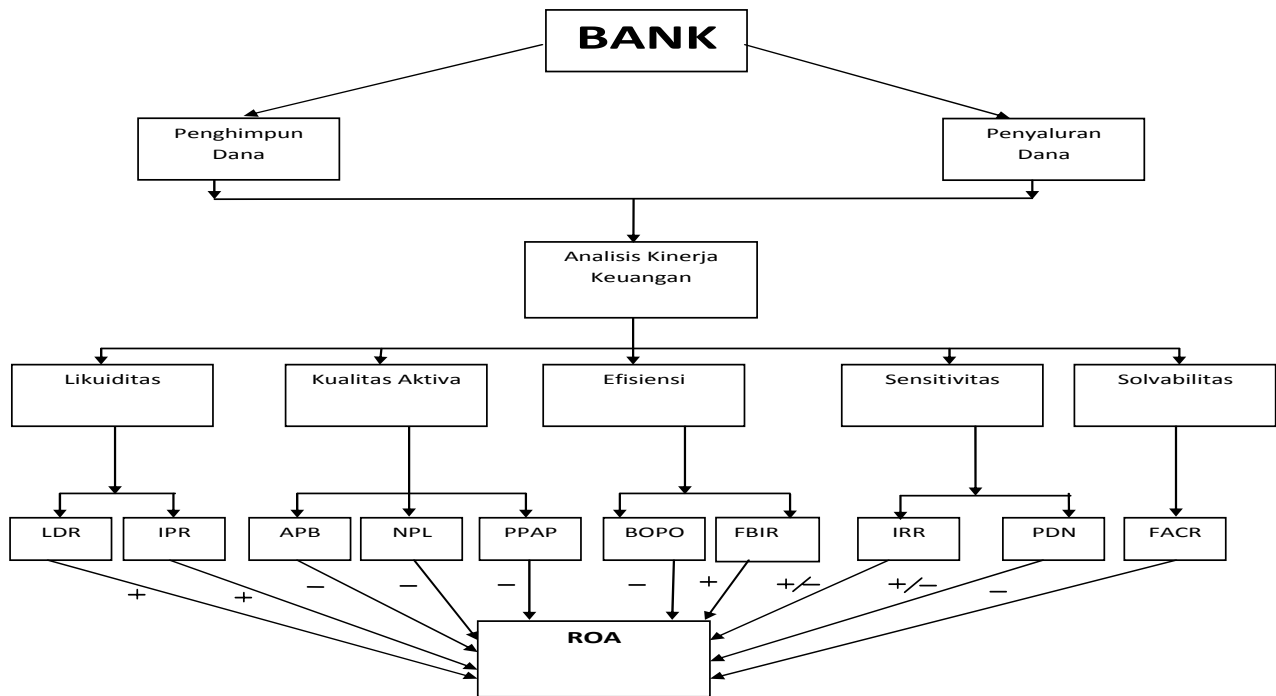 BANK
Penghimpun
Dana
Penyaluran
Dana
Analisis Kinerja
Keuangan
Likuiditas
Kualitas Aktiva
Efisiensi
Sensitivitas
Solvabilitas
LDR
IPR
APB
NPL
PPAP
BOPO
FBIR
IRR
PDN
FACR
+
+
−
−
−
−
+
+/−
+/−
−
ROA